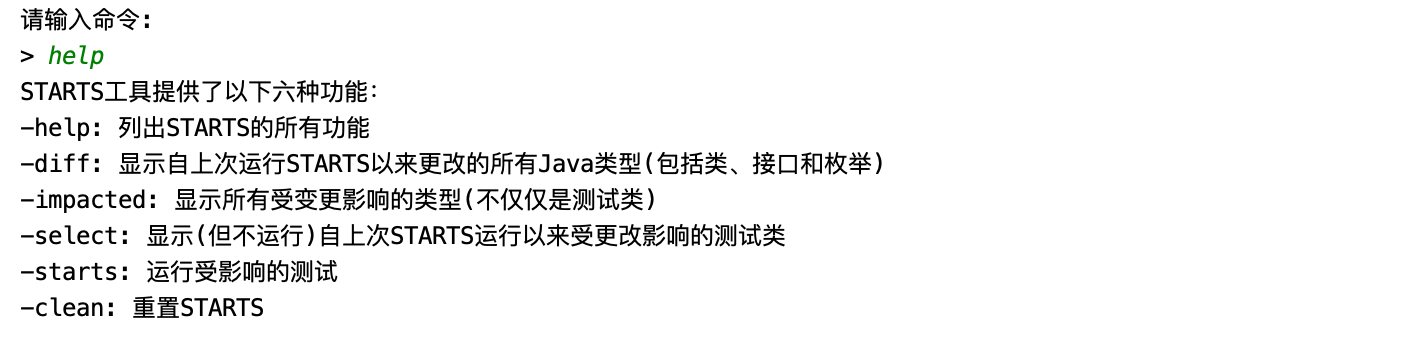 请输入命令:
> help
STARTS工具提供了以下六种功能：
-help: 列出STARTS的所有功能
-diff: 显示自上次运行STARTS以来更改的所有Java类型(包括类、接口和枚举)
-impacted: 显示所有受变更影响的类型(不仅仅是测试类)
-select: 显示(但不运行)自上次STARTS运行以来受更改影响的测试类
-starts: 运行受影响的测试
-clean: 重置STARTS